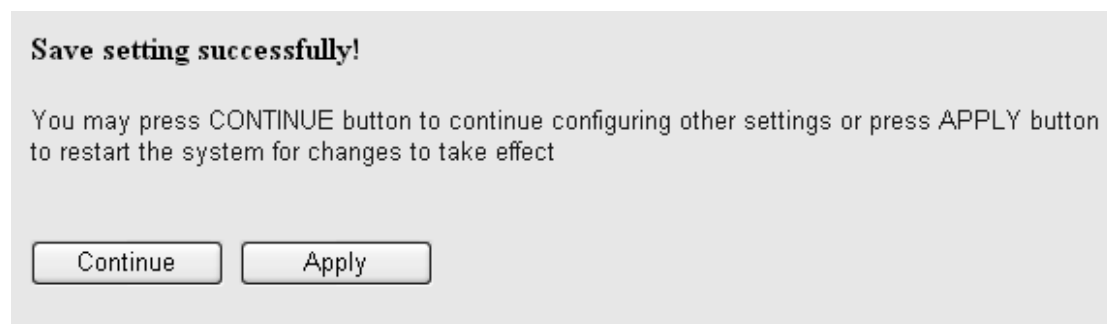 Save setting successfully!
You may press CONTINUE button to continue configuring other settings or press APPLY button
to restart the system for changes to take effect
Continue
Apply